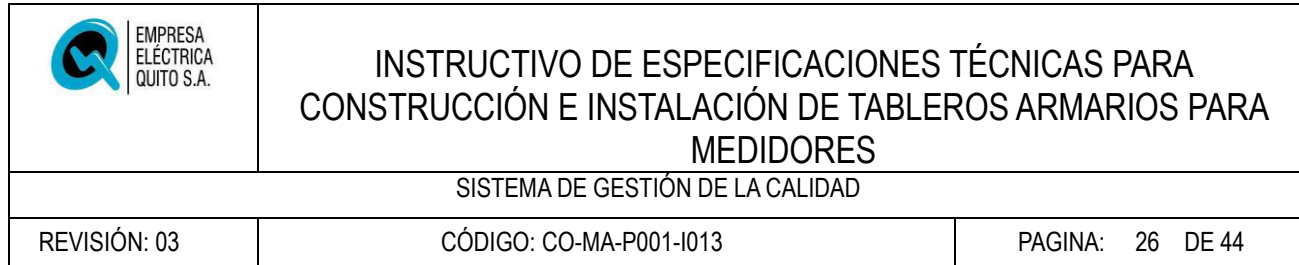 EMPRESA
ELÉCTRICA
QUITO S.A.
INSTRUCTIVO DE ESPECIFICACIONES TÉCNICAS PARA
CONSTRUCCIÓN E INSTALACIÓN DE TABLEROS ARMARIOS PARA
MEDIDORES
SISTEMA DE GESTIÓN DE LA CALIDAD
REVISIÓN: 03 CÓDIGO: CO-MA-P001-I013 PAGINA: 26 DE 44